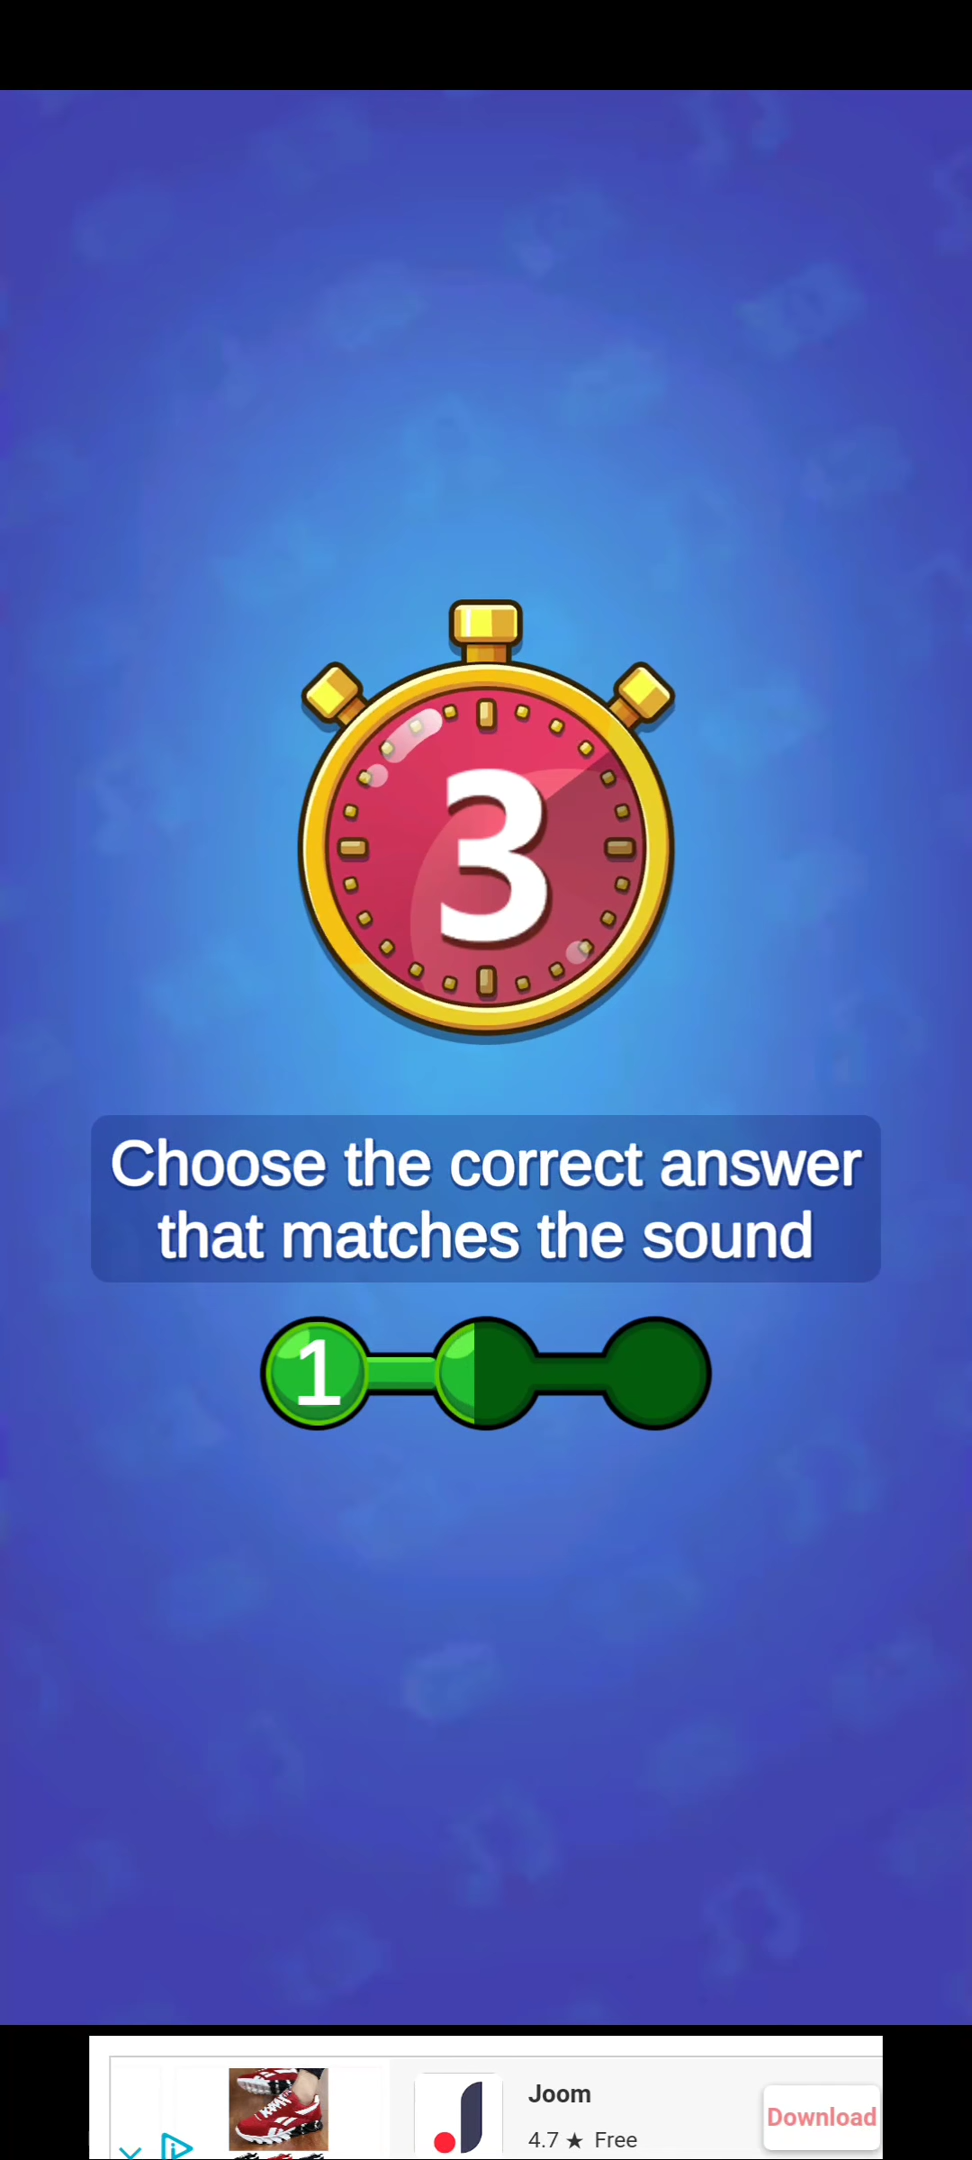 3
Choose the correct answer
that matches the sound
1
Joom
4.7 ★ Free
Download